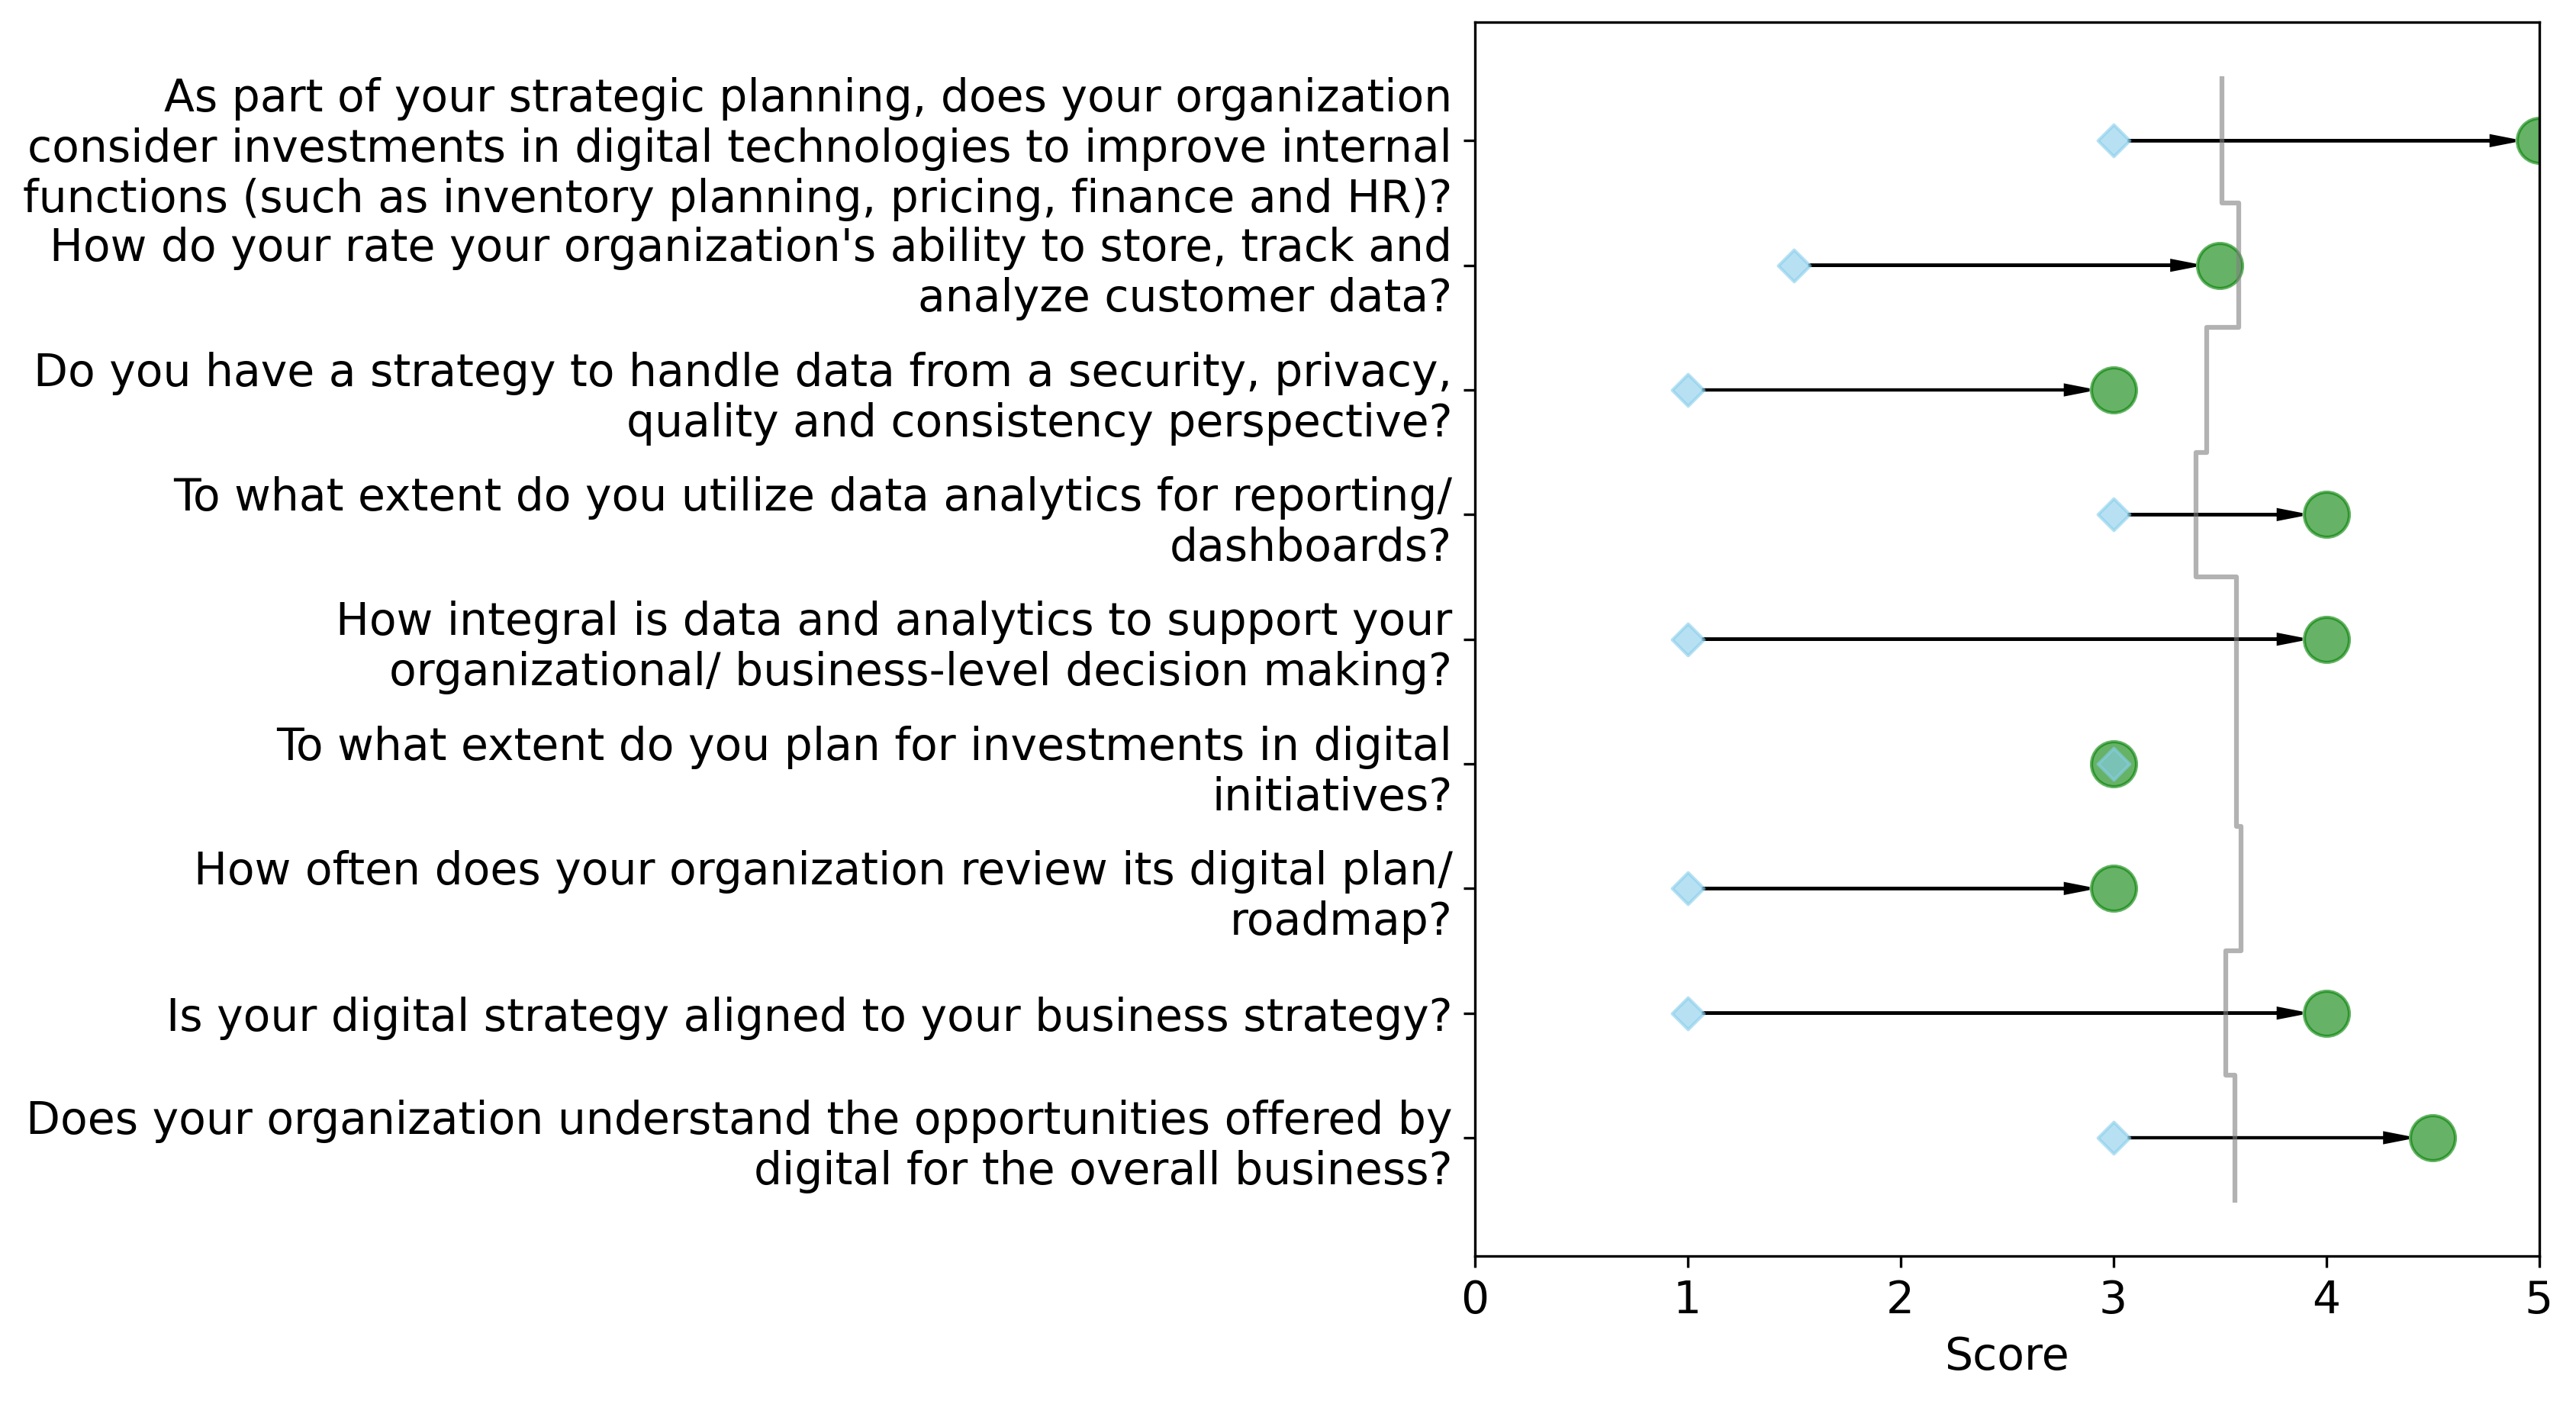 As part of your strategic planning, does your organization
consider investments in digital technologies to improve internal
functions (such as inventory planning, pricing, finance and HR)?
How do your rate your organization's ability to store, track and
analyze customer data?
Do you have a strategy to handle data from a security, privacy,
quality and consistency perspective?
To what extent do you utilize data analytics for reporting/
dashboards?
How integral is data and analytics to support your
organizational/ business-level decision making?
To what extent do you plan for investments in digital
initiatives?
How often does your organization review its digital plan/
roadmap?
Is your digital strategy aligned to your business strategy?
Does your organization understand the opportunities offered by
digital for the overall business?
0 1 2 3 4 5
Score